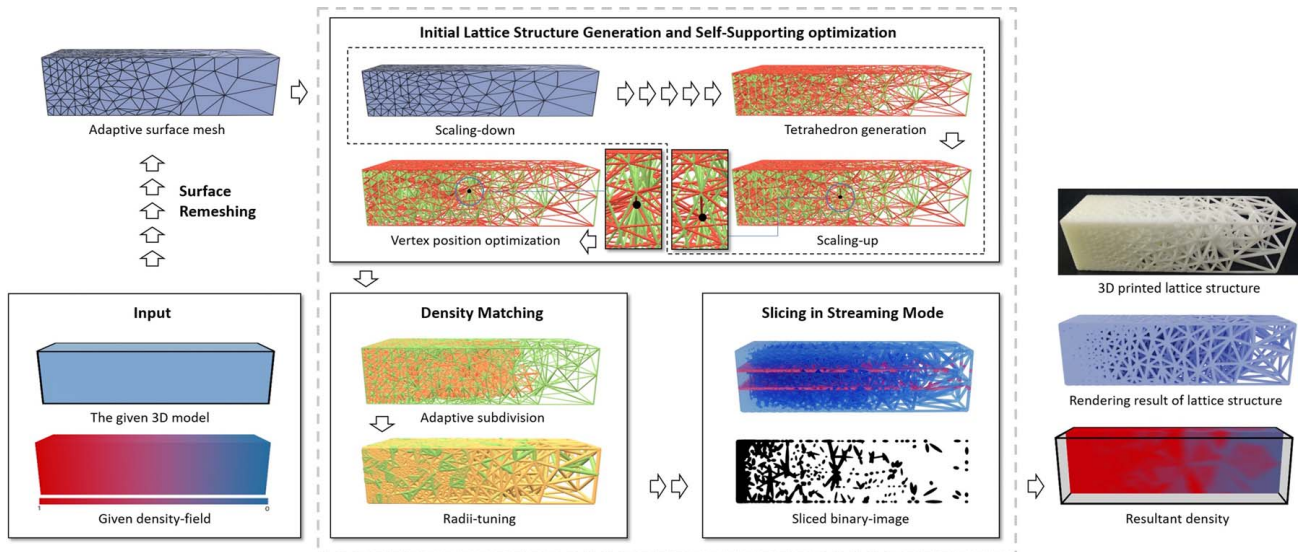 Initial Lattice Structure Generation and Self-Supporting optimization
Adaptive surface mesh
Scaling-down
Tetrahedron generation
Surface
Remeshing
Vertex position optimization
Scaling-up
Input
The given 3D model
1
0
Given density-field
Density Matching
Adaptive subdivision
Radii-tuning
Slicing in Streaming Mode
Sliced binary-image
3D printed lattice structure
Rendering result of lattice structure
Resultant density